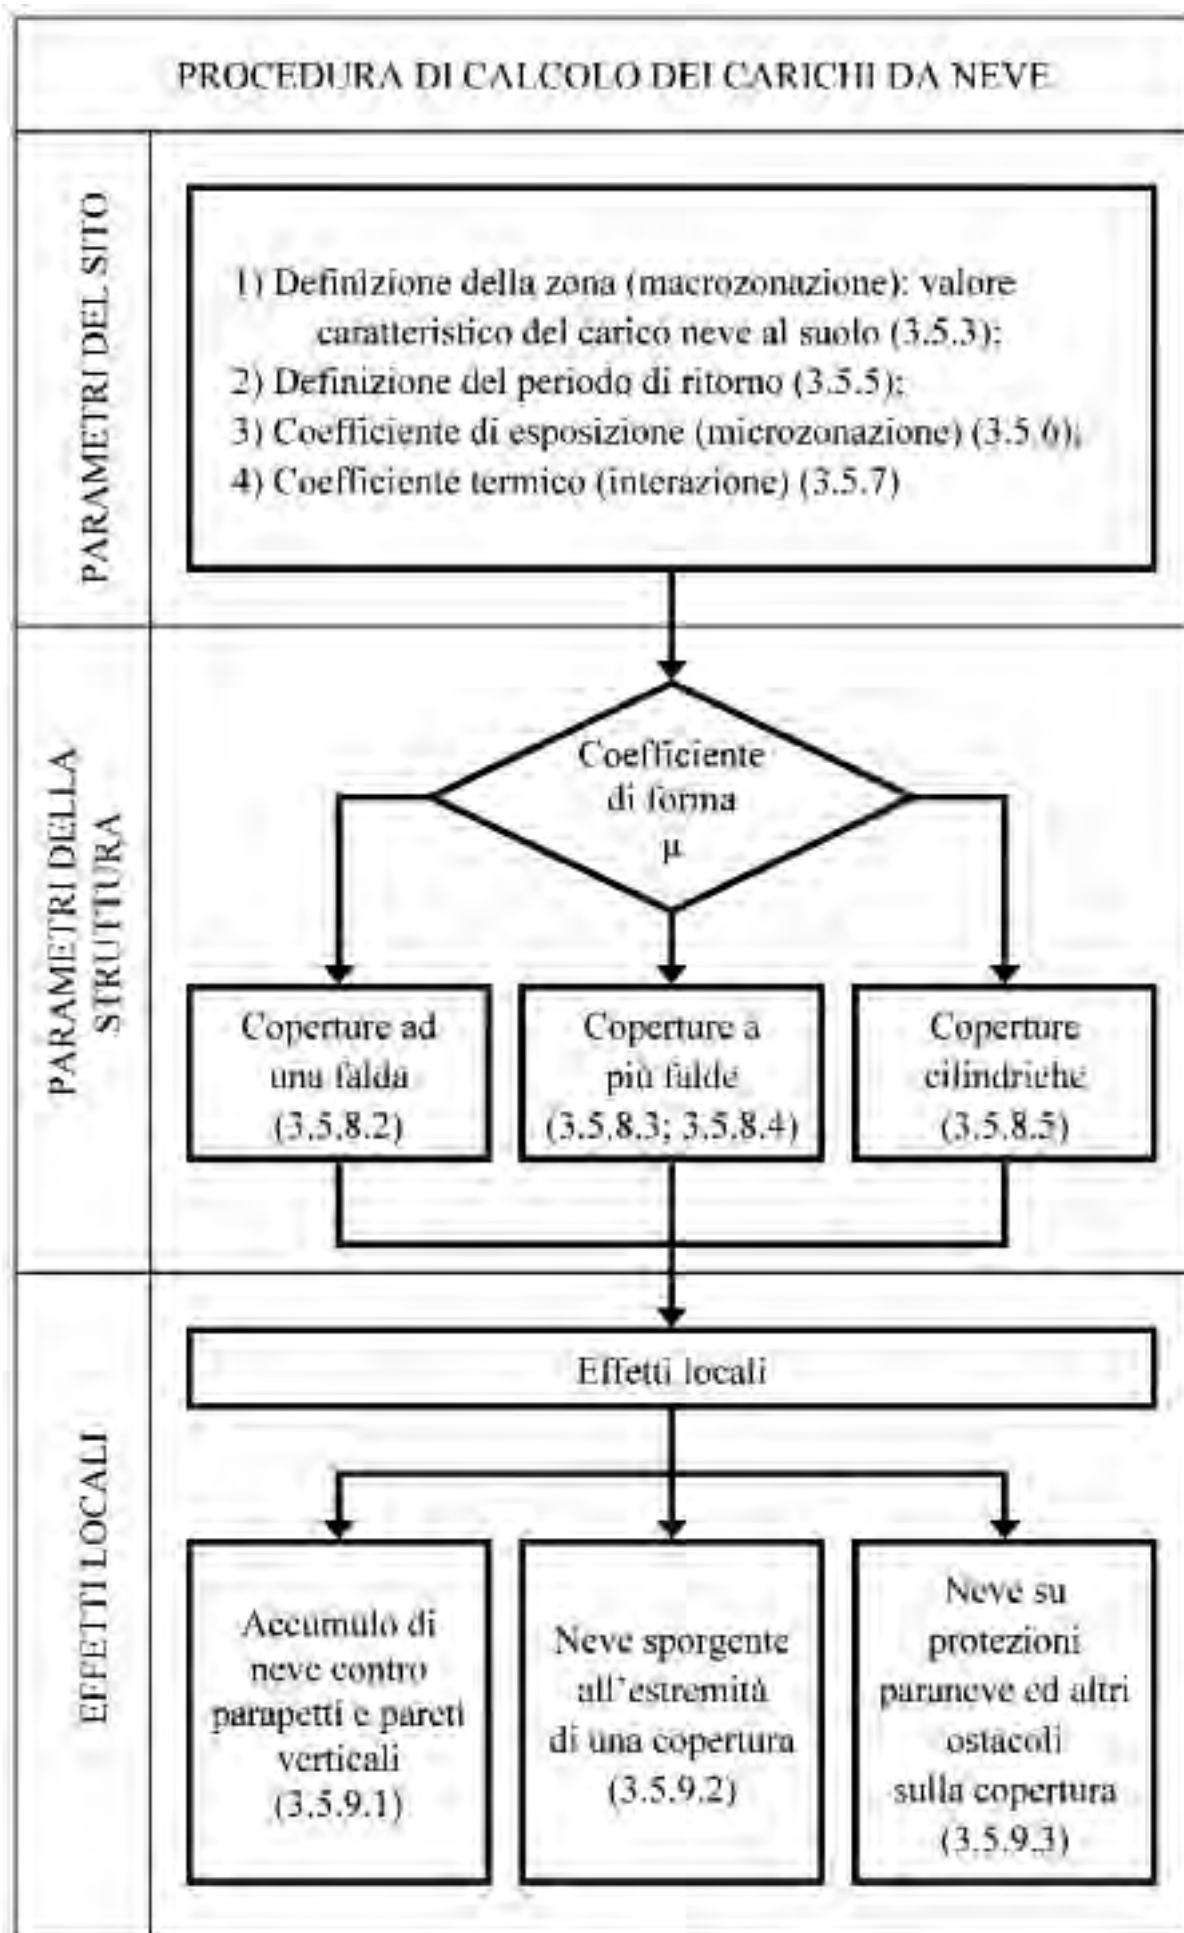 PROCEDURA DI CALCOLO DEI CARICHI DA NEVE
PARAMETRI DEL SITO
1) Definizione della zona (macrozonazione): valore
caratteristico del carico neve al suolo (3.5.3);
2) Definizione del periodo di ritorno (3.5.5);
3) Coefficiente di esposizione (microzonazione) (3.5.6);
4) Coefficiente termico (interazione) (3.5.7)
PARAMETRI DELLA
STRUTTURA
Coefficiente
di forma
μ
Coperture ad
una falda
(3.5.8.2)
Coperture a
più falde
(3.5.8.3; 3.5.8.4)
Coperture
cilindriche
(3.5.8.5)
EFFETTI LOCALI
Effetti locali
Accumulo di
neve contro
parapetti e pareti
verticali
(3.5.9.1)
Neve sporgente
all'estremità
di una copertura
(3.5.9.2)
Neve su
protezioni
paraneve ed altri
ostacoli
sulla copertura
(3.5.9.3)